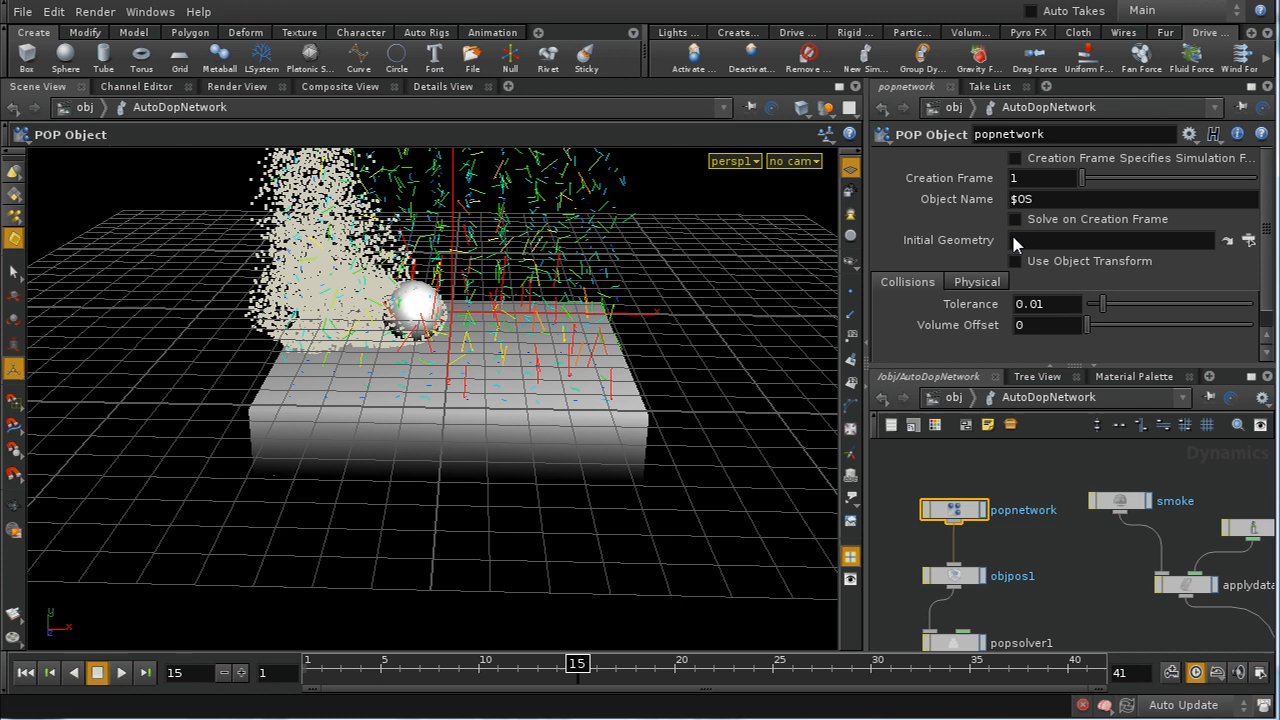 File Edit Render Windows Help Auto Takes Main
Create Modify Model Polygon Deform Texture Character Auto Rigs Animation Lights ... Create... Drive ... Rigid ... Partic... Volum... Pyro FX Cloth Wires Fur Drive ...
Box Sphere Tube Torus Grid Metaball LSystem Platonic S... Curve Circle Font File Null Rivet Sticky Activate ... Deactivat... Remove ... New Sim... Group Dy... Gravity F... Drag Force Uniform F... Fan Force Fluid Force Wind For
Scene View Channel Editor Render View Composite View Details View popnetwork Take List
obj AutoDopNetwork obj AutoDopNetwork
POP Object POP Object popnetwork
persp1 no cam
Creation Frame Specifies Simulation F...
Creation Frame 1
Object Name $OS
Solve on Creation Frame
Initial Geometry
Use Object Transform
Collisions Physical
Tolerance 0.01
Volume Offset 0
/obj/AutoDopNetwork Tree View Material Palette
obj AutoDopNetwork
Dynamics
popnetwork smoke
objpos1 applydata
popsolver1
y x z
x
15 1 1 5 10 15 20 25 30 35 40 41
Auto Update